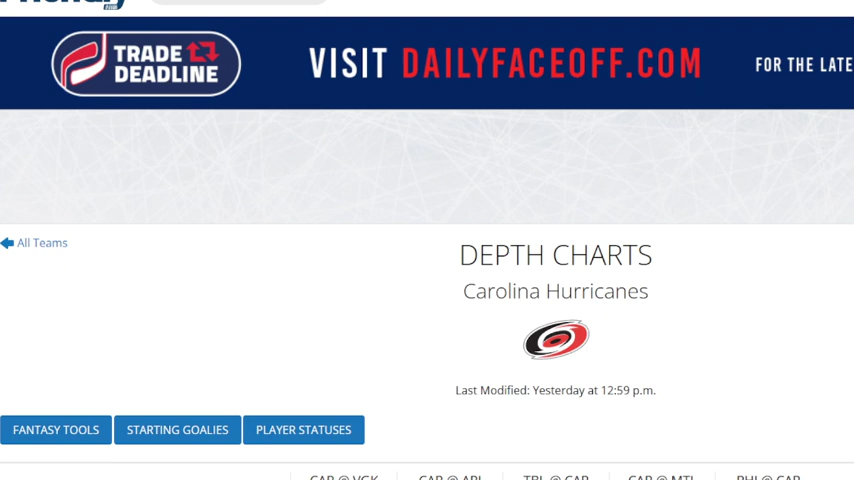 TRADE
DEADLINE
VISIT DAILYFACEOFF.COM
FOR THE LATE
All Teams
DEPTH CHARTS
Carolina Hurricanes
Last Modified: Yesterday at 12:59 p.m.
FANTASY TOOLS STARTING GOALIES PLAYER STATUSES